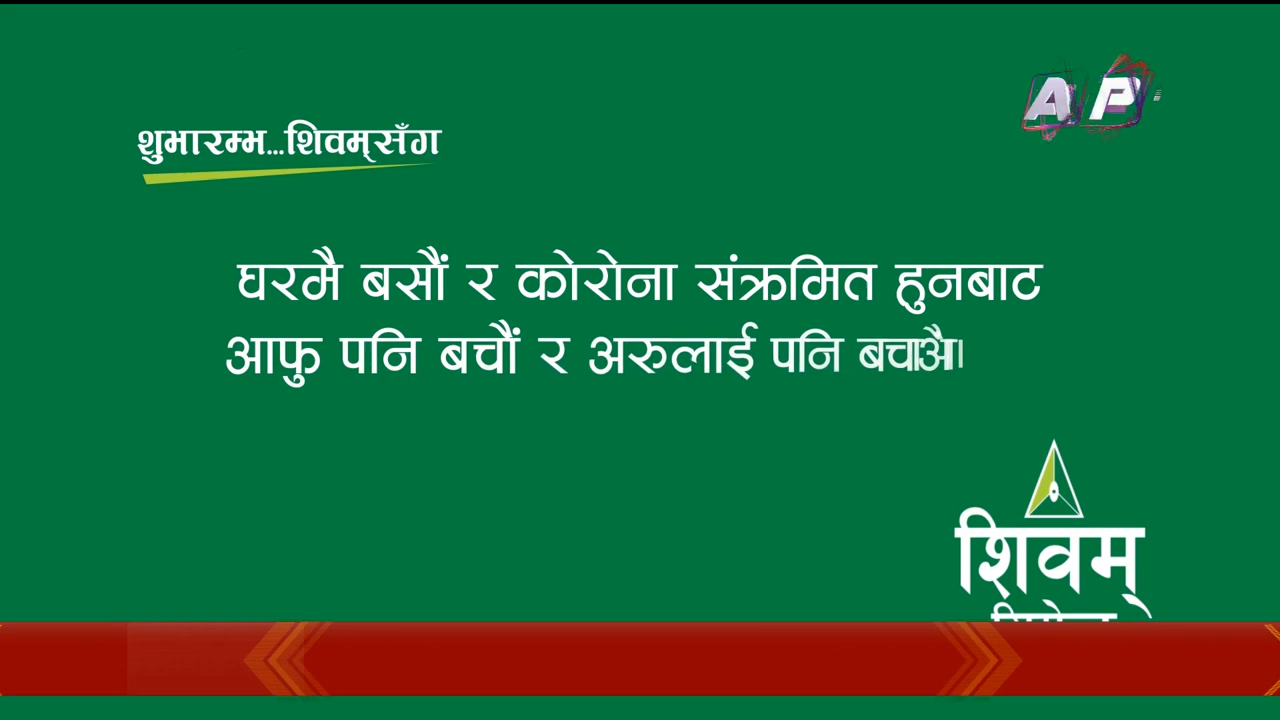 AP
शुभारम्भ...शिवम्सँग
घरमै बसौं र कोरोना संक्रमित हुनबाट
आफु पनि बचौं र अरुलाई पनि बचाऔ।
शिवम्